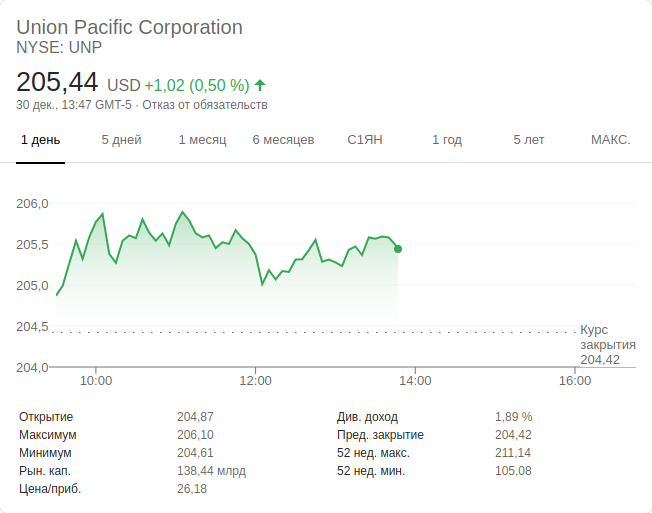 Union Pacific Corporation
NYSE: UNP
205,44 USD +1,02 (0,50 %)
30 дек., 13:47 GMT-5 · Отказ от обязательств
1 день 5 дней 1 месяц 6 месяцев С1ЯН 1 год 5 лет МАКС.
206,0
205,5
205,0
204,5
204,0
Курс
закрытия
204,42
10:00 12:00 14:00 16:00
Открытие 204,87 Див. доход 1,89 %
Максимум 206,10 Пред. закрытие 204,42
Минимум 204,61 52 нед. макс. 211,14
Рын. кап. 138,44 млрд 52 нед. мин. 105,08
Цена/приб. 26,18